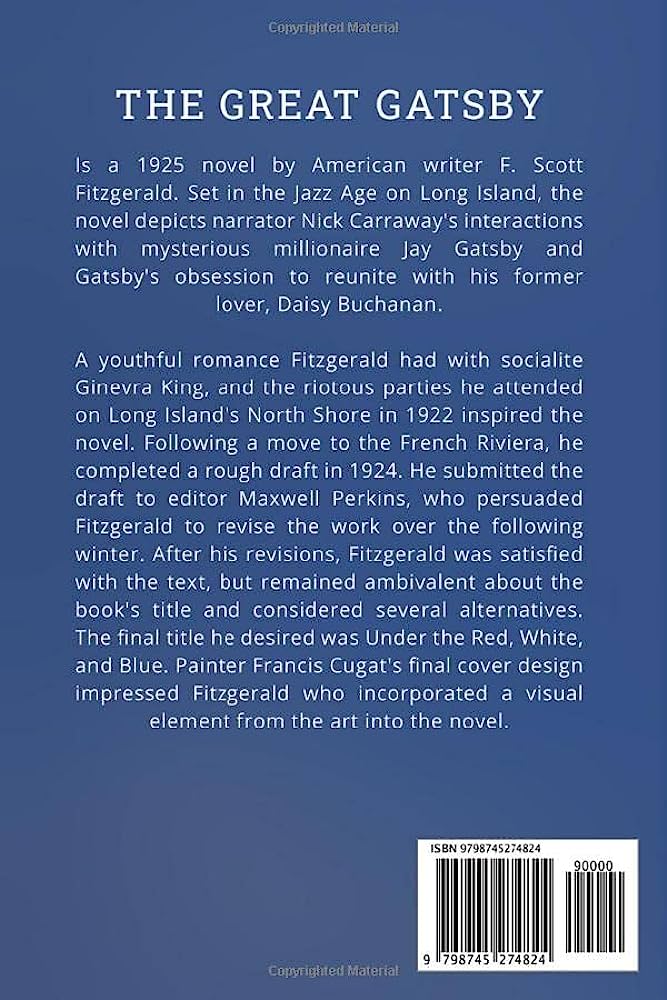 Copyrighted Material
THE GREAT GATSBY
Is a 1925 novel by American writer F. Scott
Fitzgerald. Set in the Jazz Age on Long Island, the
novel depicts narrator Nick Carraway's interactions
with mysterious millionaire Jay Gatsby and
Gatsby's obsession to reunite with his former
lover, Daisy Buchanan.
A youthful romance Fitzgerald had with socialite
Ginevra King, and the riotous parties he attended
on Long Island's North Shore in 1922 inspired the
novel. Following a move to the French Riviera, he
completed a rough draft in 1924. He submitted the
draft to editor Maxwell Perkins, who persuaded
Fitzgerald to revise the work over the following
winter. After his revisions, Fitzgerald was satisfied
with the text, but remained ambivalent about the
book's title and considered several alternatives.
The final title he desired was Under the Red, White,
and Blue. Painter Francis Cugat's final cover design
impressed Fitzgerald who incorporated a visual
element from the art into the novel.
ISBN 9798745274824
90000
9 798745 274824
Copyrighted Material